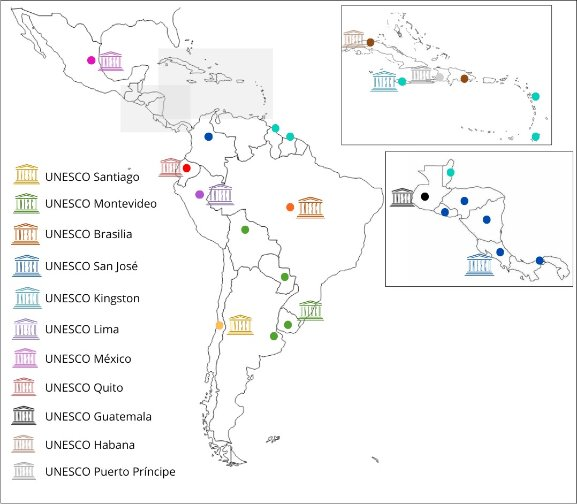 UNESCO Santiago
UNESCO Montevideo
UNESCO Brasilia
UNESCO San José
UNESCO Kingston
UNESCO Lima
UNESCO México
UNESCO Quito
UNESCO Guatemala
UNESCO Habana
UNESCO Puerto Príncipe